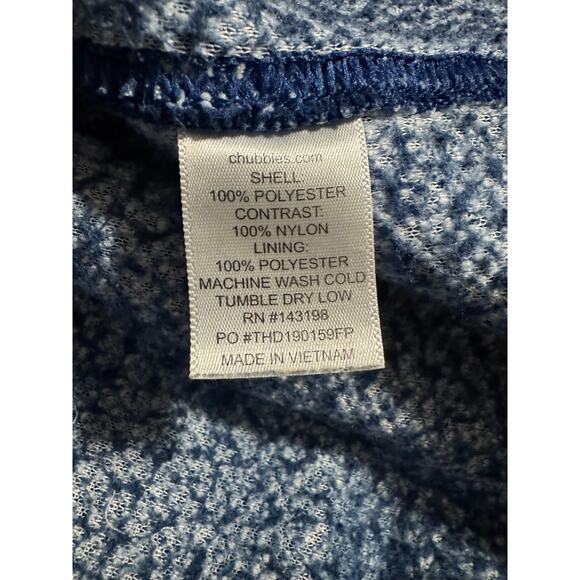 chubbies.com
SHELL:
100% POLYESTER
CONTRAST:
100% NYLON
LINING:
100% POLYESTER
MACHINE WASH COLD
TUMBLE DRY LOW
RN #143198
PO #THD190159FP
MADE IN VIETNAM